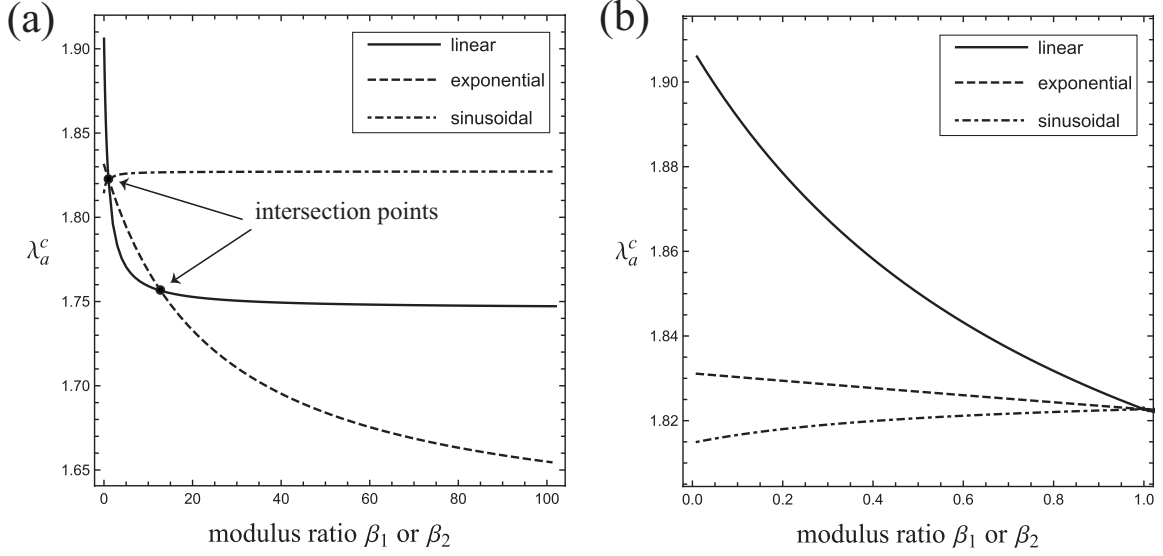 (a)
1.90
1.85
1.80
1.75
1.70
1.65
λ_a^c
linear
exponential
sinusoidal
intersection points
0 20 40 60 80 100
modulus ratio β₁ or β₂
(b)
1.90
1.88
1.86
1.84
1.82
λ_a^c
linear
exponential
sinusoidal
0.0 0.2 0.4 0.6 0.8 1.0
modulus ratio β₁ or β₂